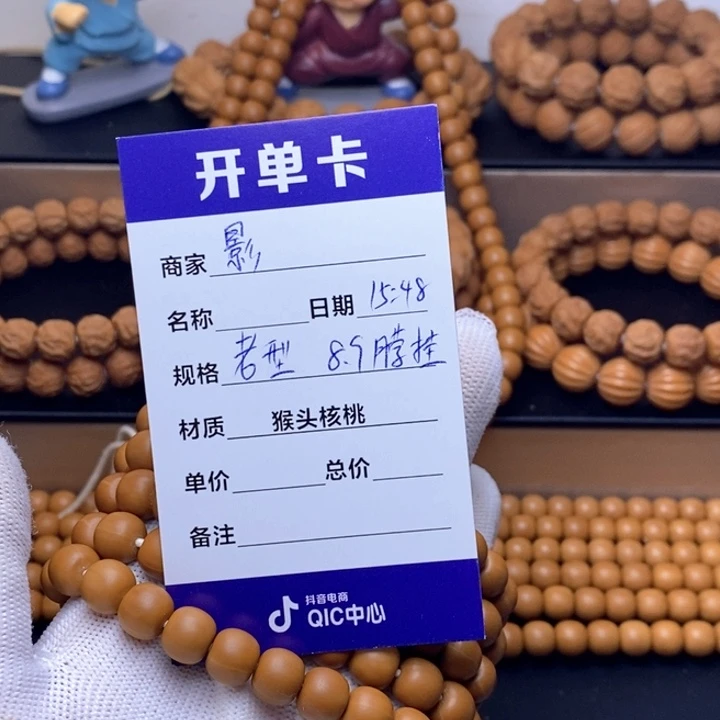 开单卡
商家 影
名称 日期 15:48
规格 老型 8.9脖挂
材质 猴头核桃
单价 总价
备注
抖音电商
QIC中心